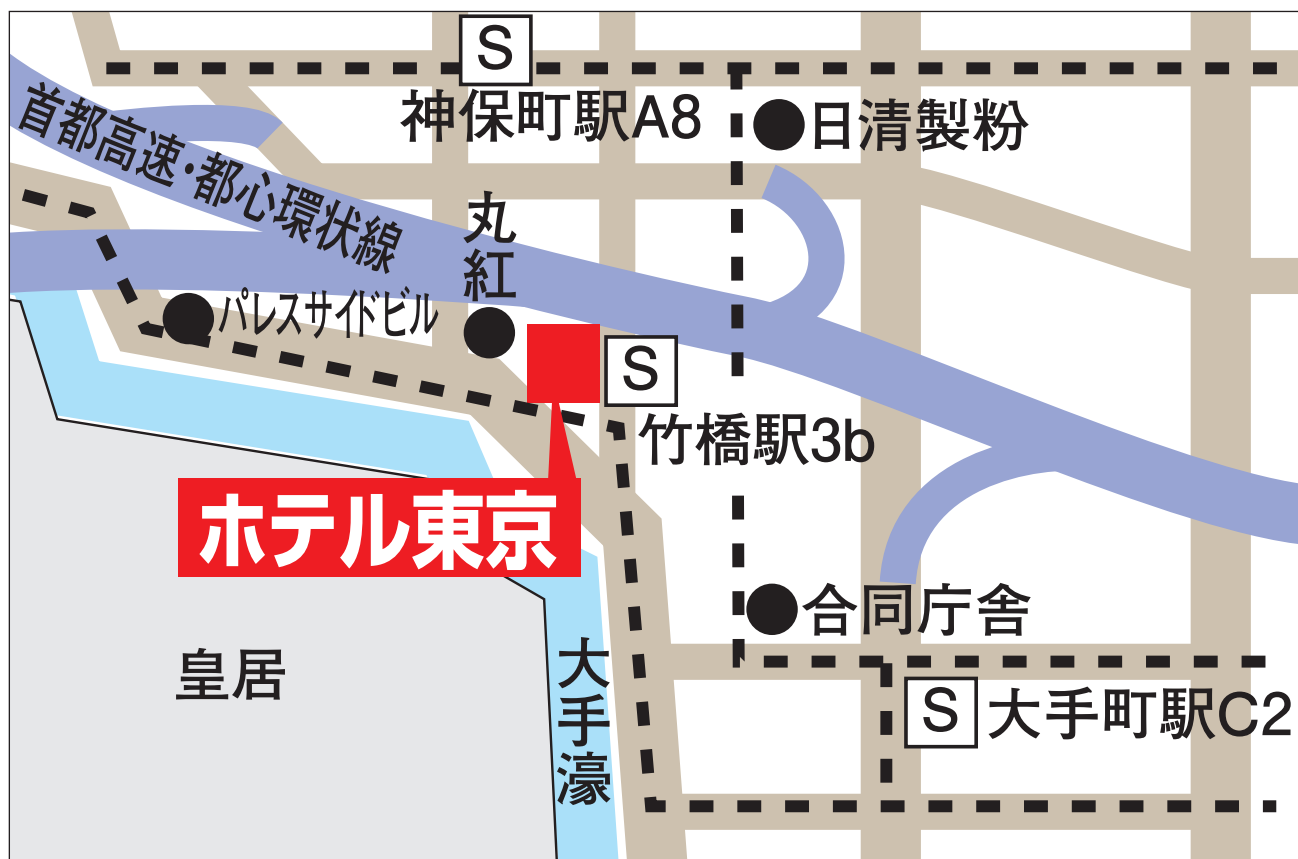 S
神保町駅A8
日清製粉
首都高速・都心環状線
丸紅
パレスサイドビル
S
竹橋駅3b
ホテル東京
合同庁舎
皇居
大手濠
S
大手町駅C2